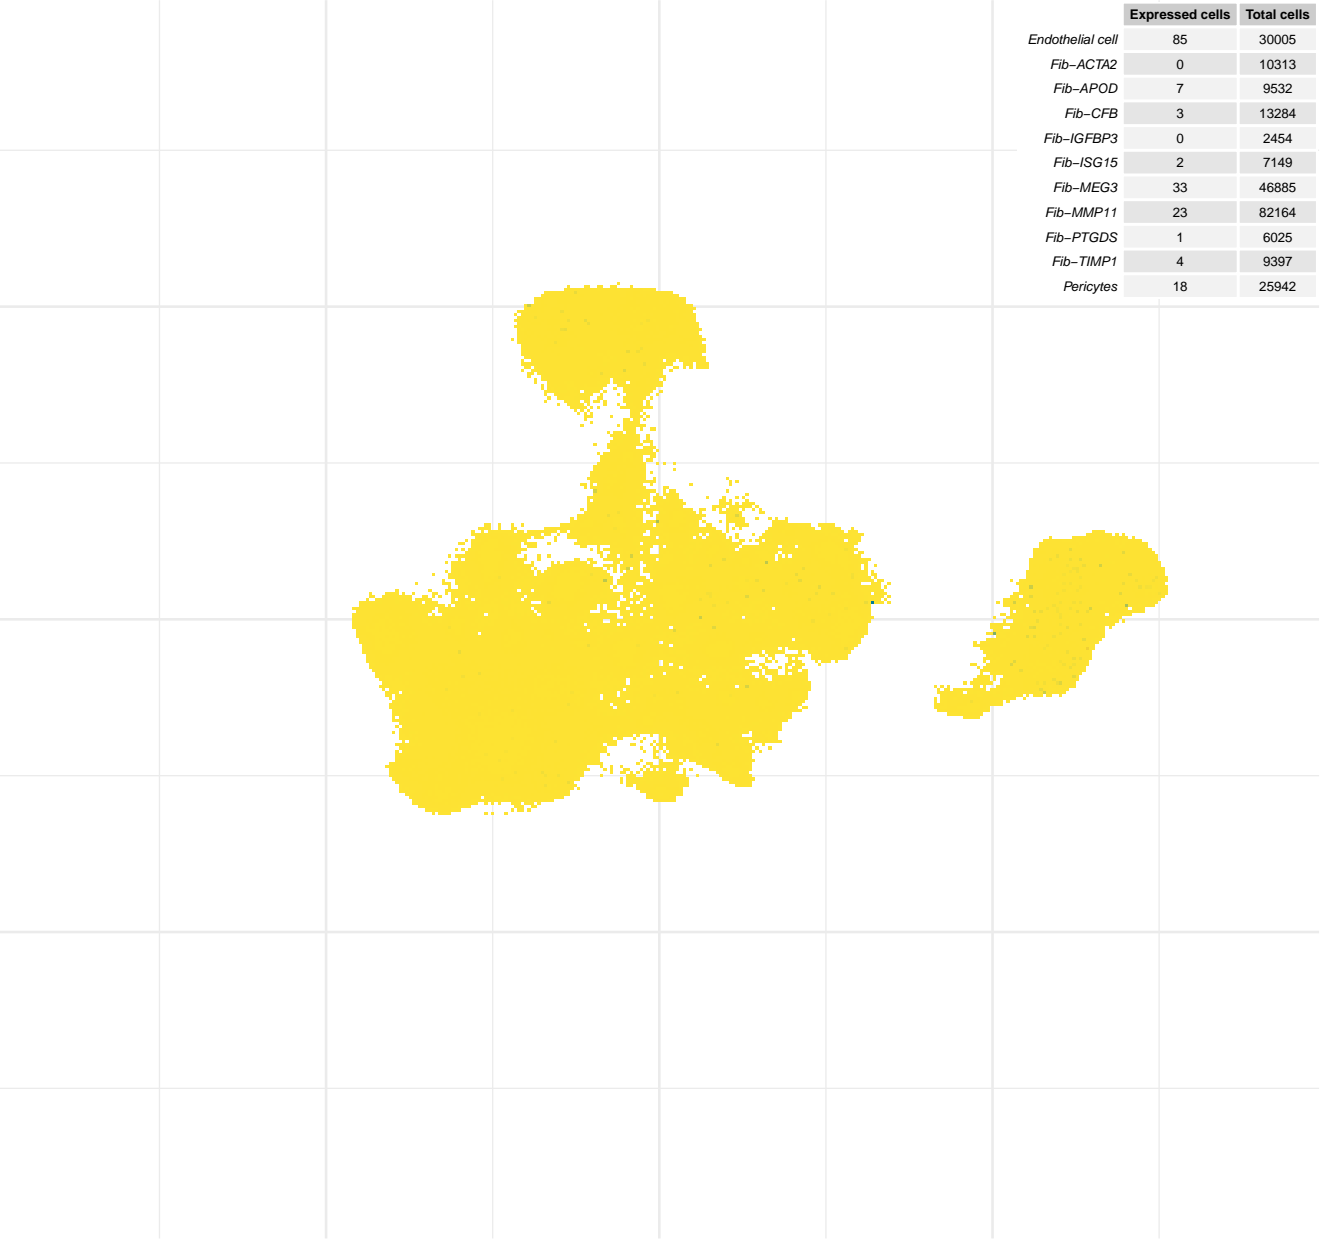 Expressed cells Total cells
Endothelial cell 85 30005
Fib−ACTA2 0 10313
Fib−APOD 7 9532
Fib−CFB 3 13284
Fib−IGFBP3 0 2454
Fib−ISG15 2 7149
Fib−MEG3 33 46885
Fib−MMP11 23 82164
Fib−PTGDS 1 6025
Fib−TIMP1 4 9397
Pericytes 18 25942